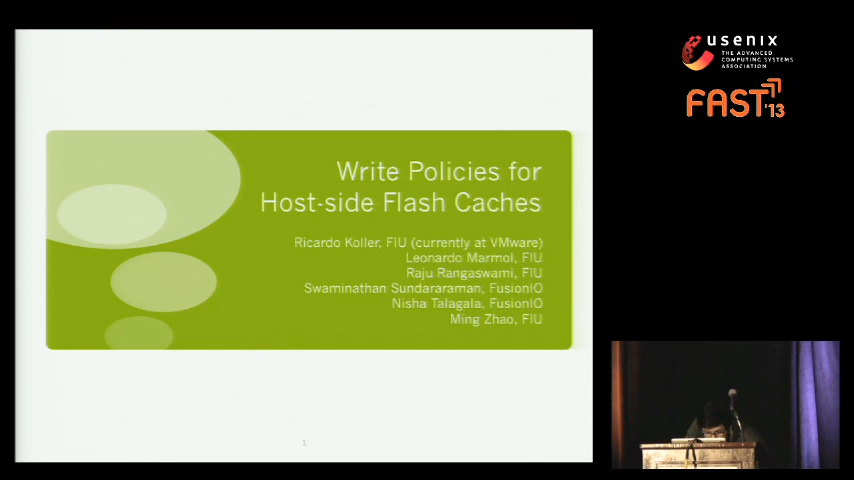 Write Policies for
Host-side Flash Caches
Ricardo Koller, FIU (currently at VMware)
Leonardo Marmol, FIU
Raju Rangaswami, FIU
Swaminathan Sundararaman, FusionIO
Nisha Talagala, FusionIO
Ming Zhao, FIU
1
usenix
THE ADVANCED
COMPUTING SYSTEMS
ASSOCIATION
FAST'13